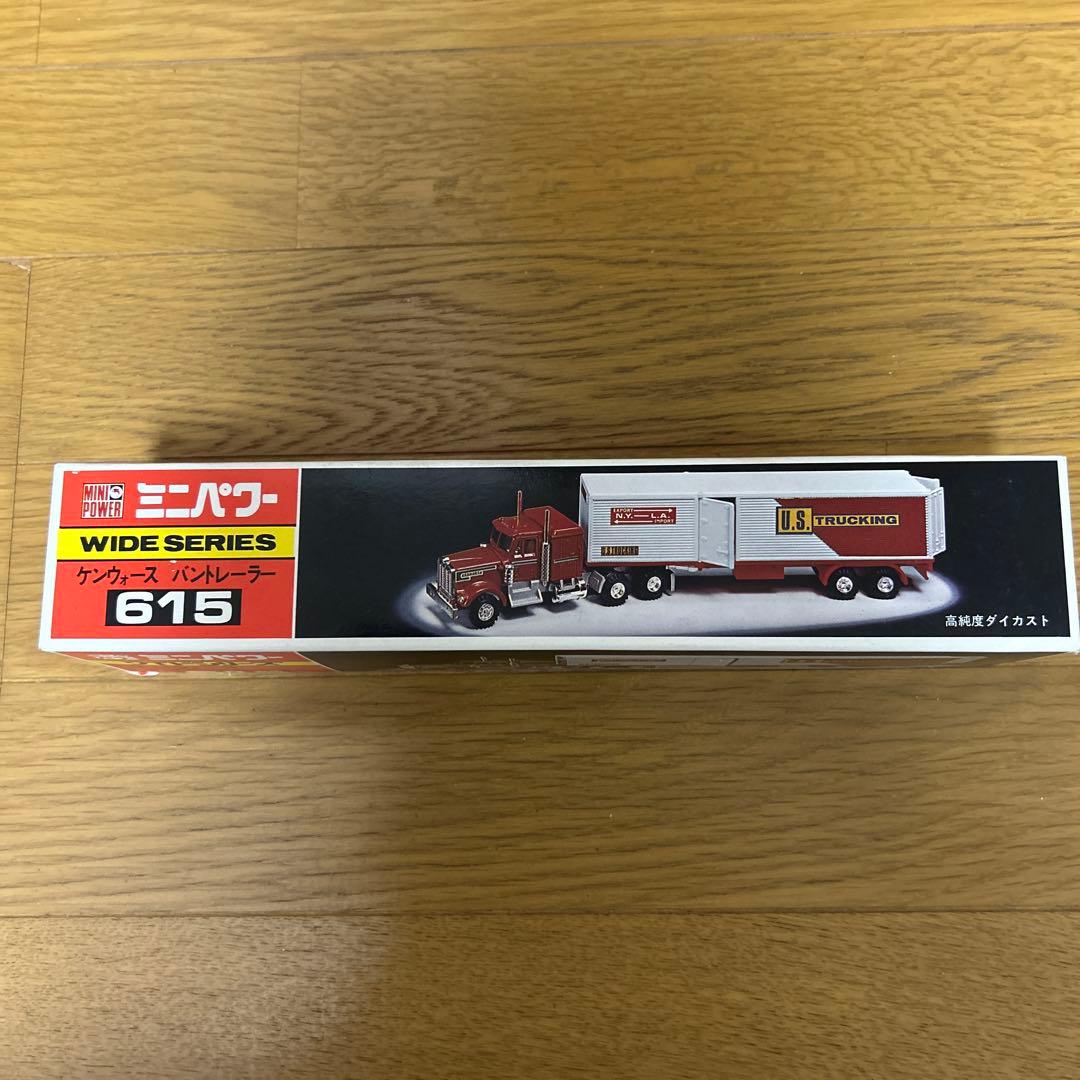 MINI
POWER
ミニパワー
WIDE SERIES
ケンウォース バントレーラー
615
EXPORT
N.Y. — L.A.
IMPORT
U.S. TRUCKING
U.S. TRUCKING
高純度ダイカスト